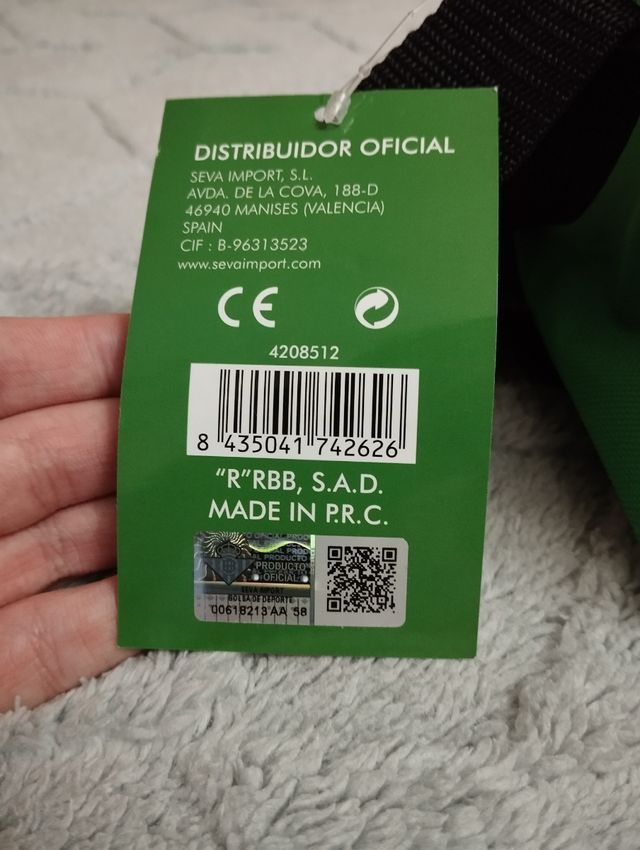 DISTRIBUIDOR OFICIAL
SEVA IMPORT, S.L.
AVDA. DE LA COVA, 188-D
46940 MANISES (VALENCIA)
SPAIN
CIF : B-96313523
www.sevaimport.com
CE
4208512
8 435041 742626
"R"RBB, S.A.D.
MADE IN P.R.C.
PRODUCTO
OFICIAL
SEVA IMPORT
BOLSA DE DEPORTE
00618213 AA 58